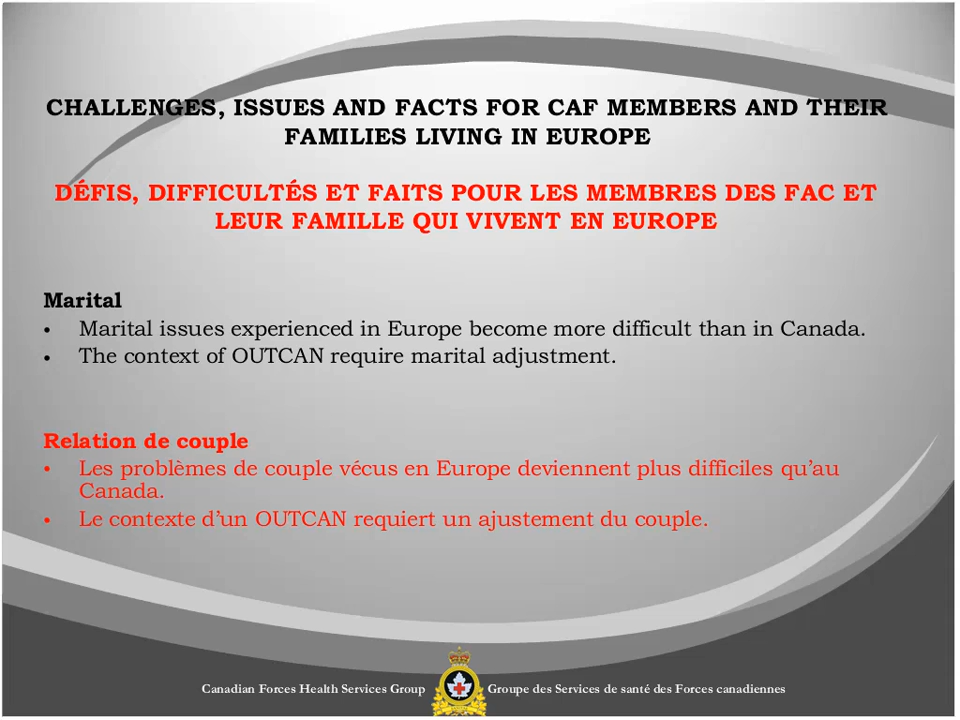 CHALLENGES, ISSUES AND FACTS FOR CAF MEMBERS AND THEIR
FAMILIES LIVING IN EUROPE
DÉFIS, DIFFICULTÉS ET FAITS POUR LES MEMBRES DES FAC ET
LEUR FAMILLE QUI VIVENT EN EUROPE
Marital
• Marital issues experienced in Europe become more difficult than in Canada.
• The context of OUTCAN require marital adjustment.
Relation de couple
• Les problèmes de couple vécus en Europe deviennent plus difficiles qu’au
Canada.
• Le contexte d’un OUTCAN requiert un ajustement du couple.
Canadian Forces Health Services Group Groupe des Services de santé des Forces canadiennes